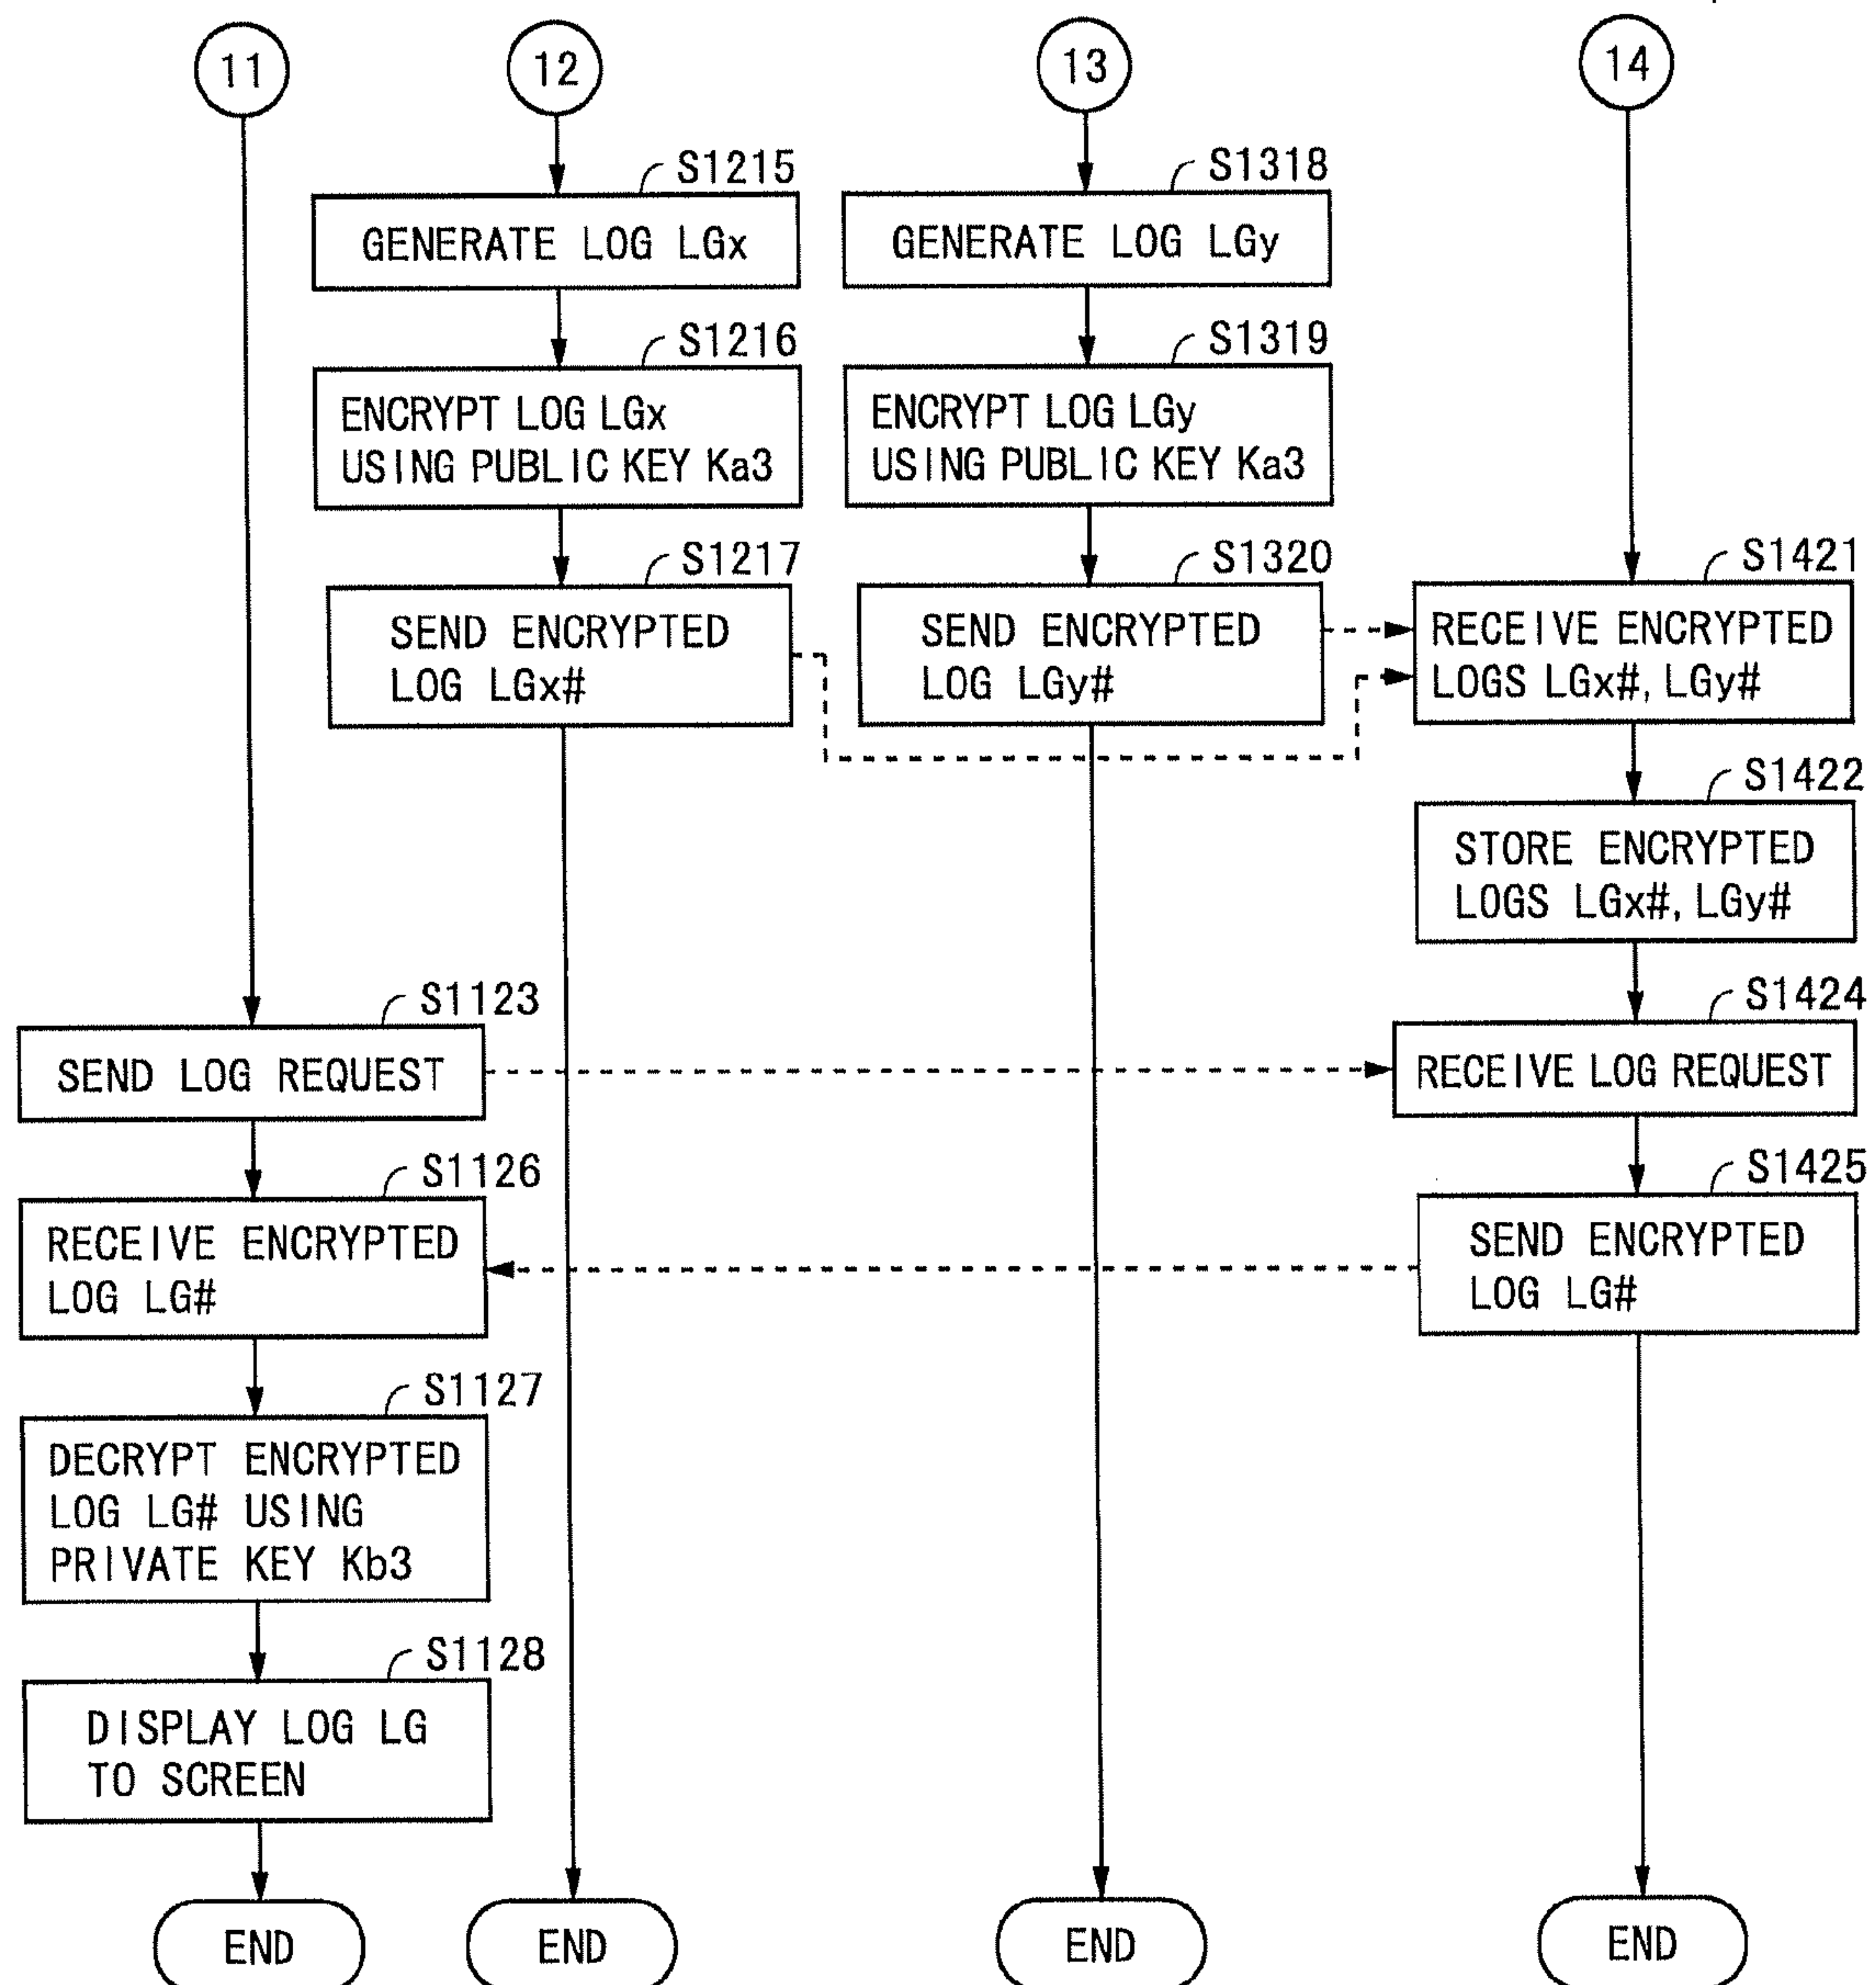 11
12
13
14
S1215
GENERATE LOG LGx
S1216
ENCRYPT LOG LGx
USING PUBLIC KEY Ka3
S1217
SEND ENCRYPTED
LOG LGx#
S1318
GENERATE LOG LGy
S1319
ENCRYPT LOG LGy
USING PUBLIC KEY Ka3
S1320
SEND ENCRYPTED
LOG LGy#
S1421
RECEIVE ENCRYPTED
LOGS LGx#, LGy#
S1422
STORE ENCRYPTED
LOGS LGx#, LGy#
S1123
SEND LOG REQUEST
S1424
RECEIVE LOG REQUEST
S1425
SEND ENCRYPTED
LOG LG#
S1126
RECEIVE ENCRYPTED
LOG LG#
S1127
DECRYPT ENCRYPTED
LOG LG# USING
PRIVATE KEY Kb3
S1128
DISPLAY LOG LG
TO SCREEN
END
END
END
END